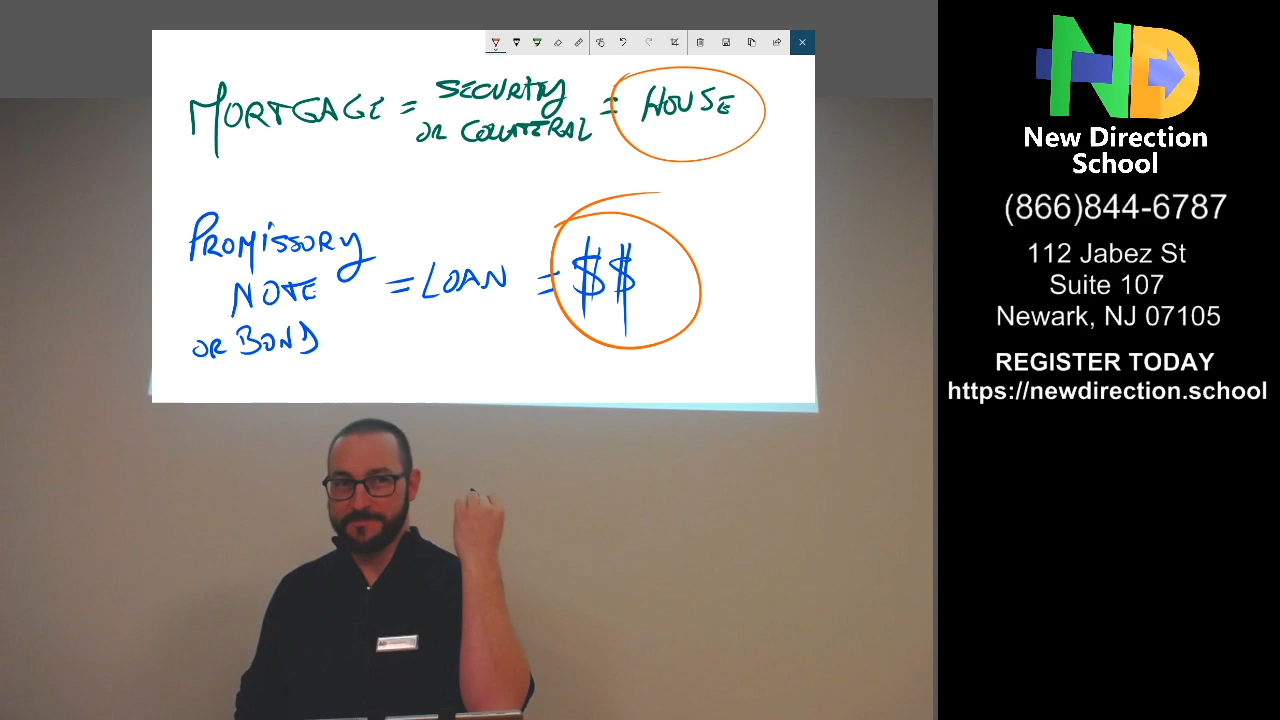 MORTGAGE = SECURITY OR COLLATERAL = HOUSE
PROMISSORY
NOTE
OR BOND
= LOAN = $$
ND
New Direction
School
(866)844-6787
112 Jabez St
Suite 107
Newark, NJ 07105
REGISTER TODAY
https://newdirection.school